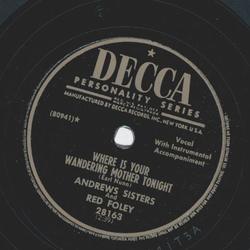 DECCA
PERSONALITY SERIES
MANUFACTURED BY DECCA RECORDS, INC., NEW YORK U.S.A.
(80941)★
Vocal
With Instrumental
Accompaniment
WHERE IS YOUR
WANDERING MOTHER TONIGHT
(Earl Nunn)
ANDREWS SISTERS
And
RED FOLEY
28163